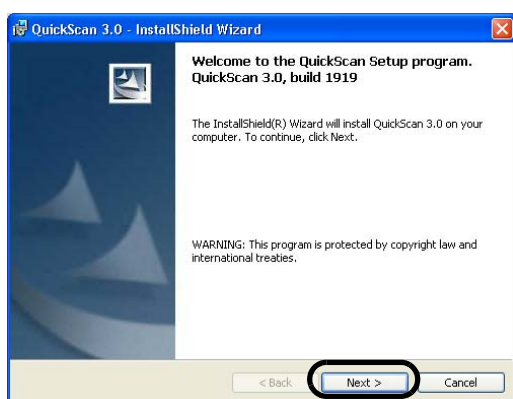 QuickScan 3.0 - InstallShield Wizard
Welcome to the QuickScan Setup program.
QuickScan 3.0, build 1919
The InstallShield(R) Wizard will install QuickScan 3.0 on your
computer. To continue, click Next.
WARNING: This program is protected by copyright law and
international treaties.
< Back
Next >
Cancel